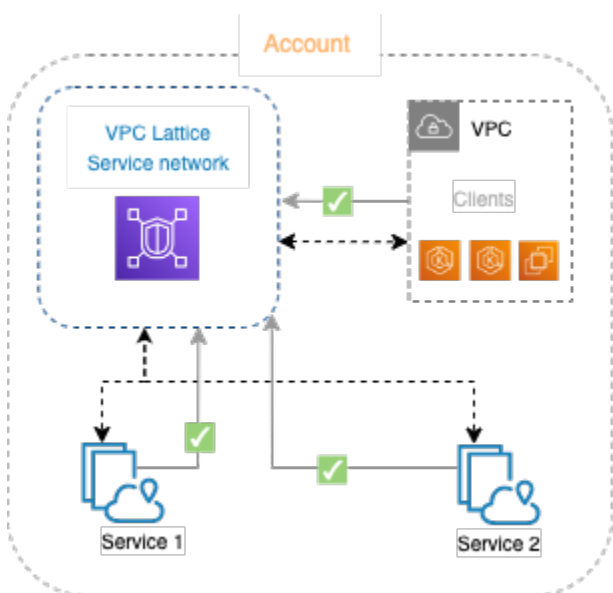 Account
VPC Lattice
Service network
VPC
Clients
Service 1
Service 2